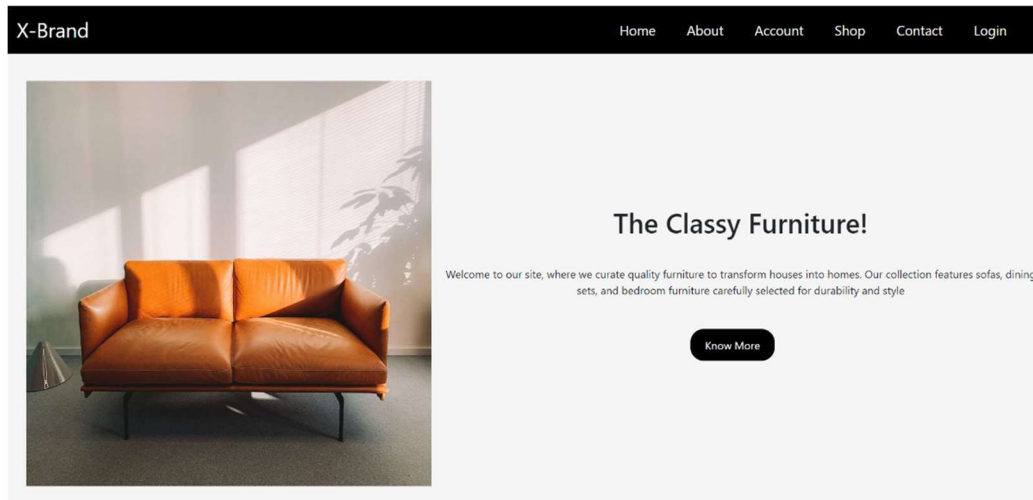 X-Brand
Home About Account Shop Contact Login
The Classy Furniture!
Welcome to our site, where we curate quality furniture to transform houses into homes. Our collection features sofas, dining
sets, and bedroom furniture carefully selected for durability and style
Know More